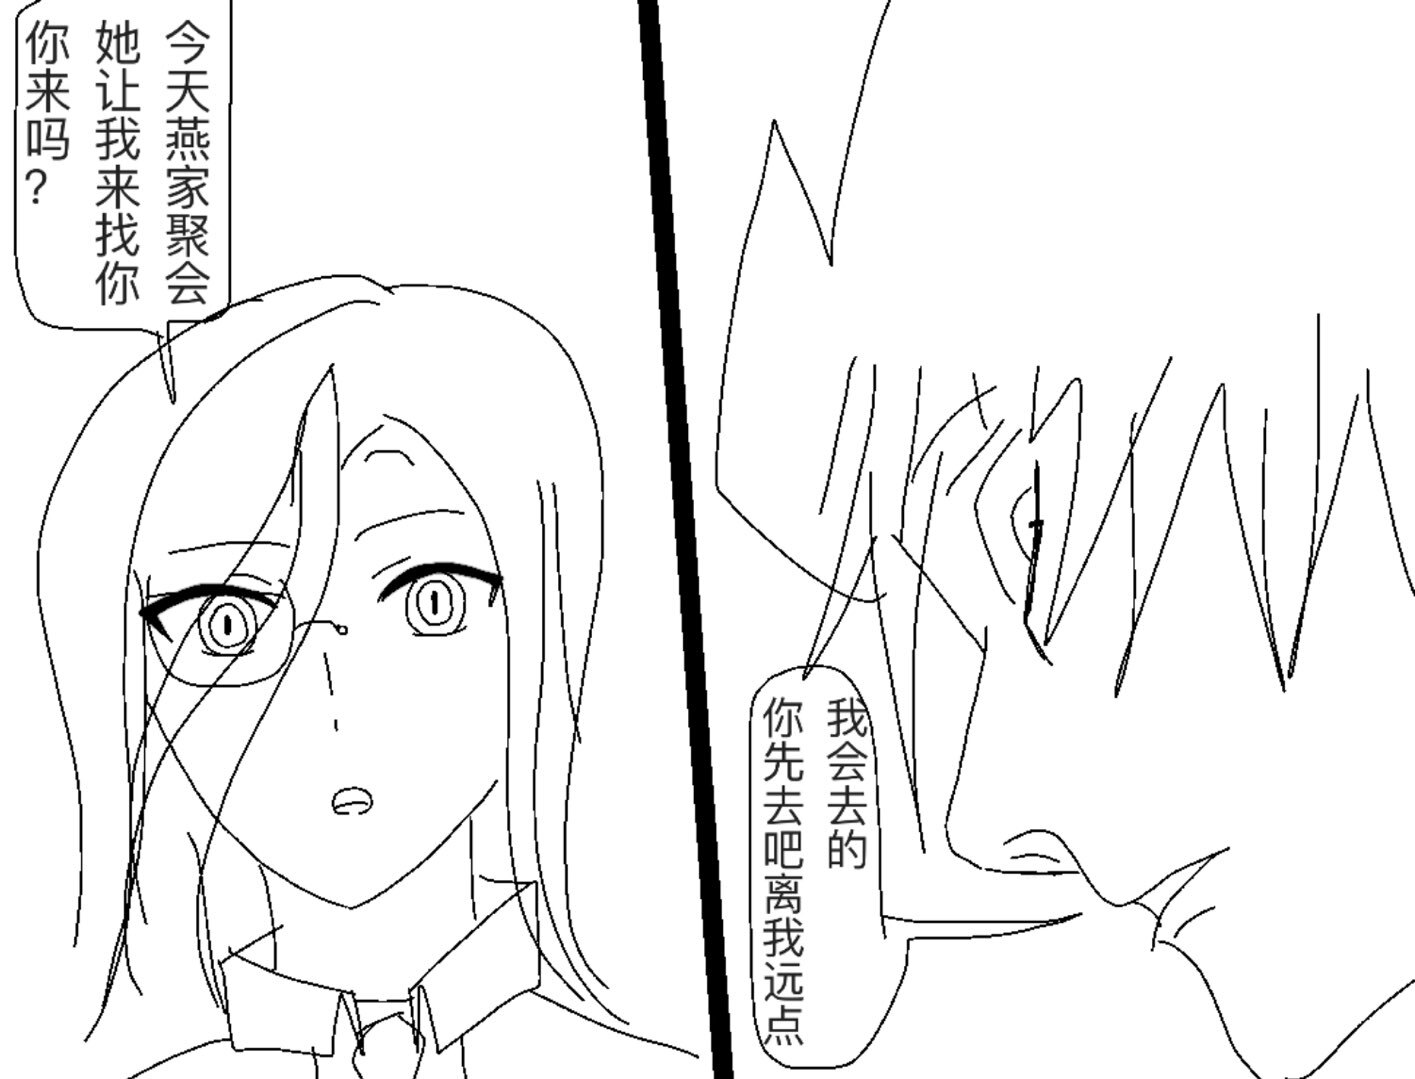 今天燕家聚会
她让我来找你
你来吗？
我会去的
你先去吧离我远点